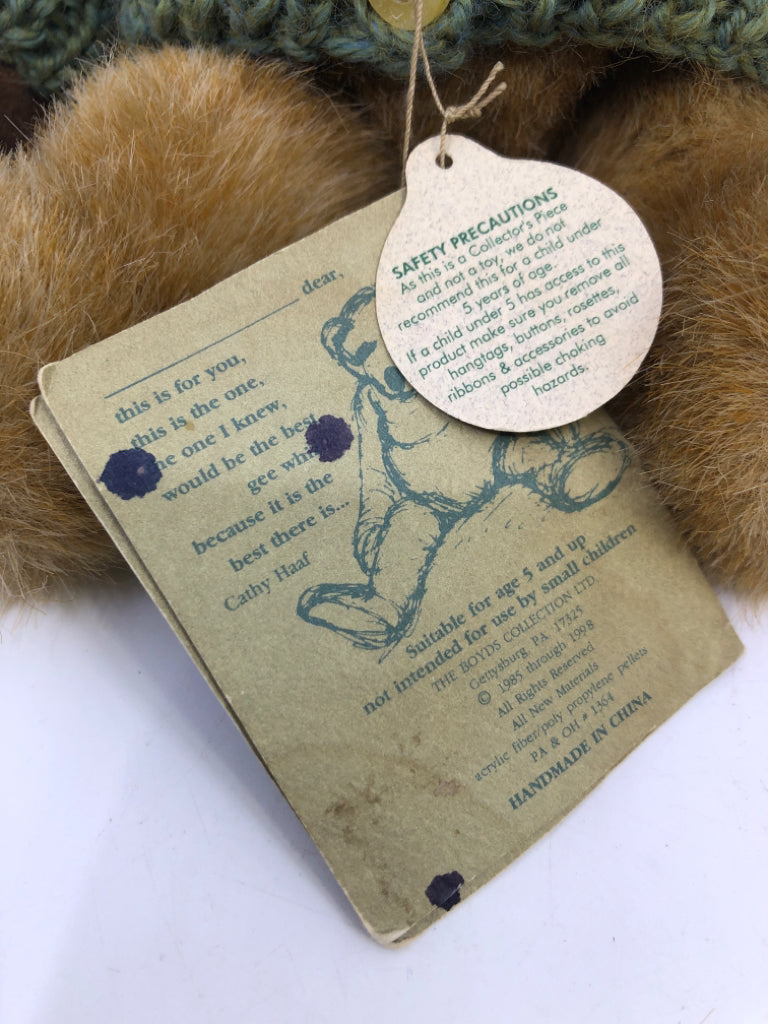 SAFETY PRECAUTIONS
As this is a Collector's Piece
and not a toy, we do not
recommend this for a child under
5 years of age.
If a child under 5 has access to this
product make sure you remove all
hangtags, buttons, rosettes,
ribbons & accessories to avoid
possible choking
hazards.
dear,
this is for you,
this is the one,
one I knew,
would be the best
gee
because it is the
best there is...
Cathy Haaf
Suitable for age 5 and up
not intended for use by small children
THE BOYDS COLLECTION LTD.
Gettysburg, PA 17325
© 1985 through 1998
All Rights Reserved
All New Materials
acrylic fiber/poly propylene pellets
PA & OH # 1364
HANDMADE IN CHINA